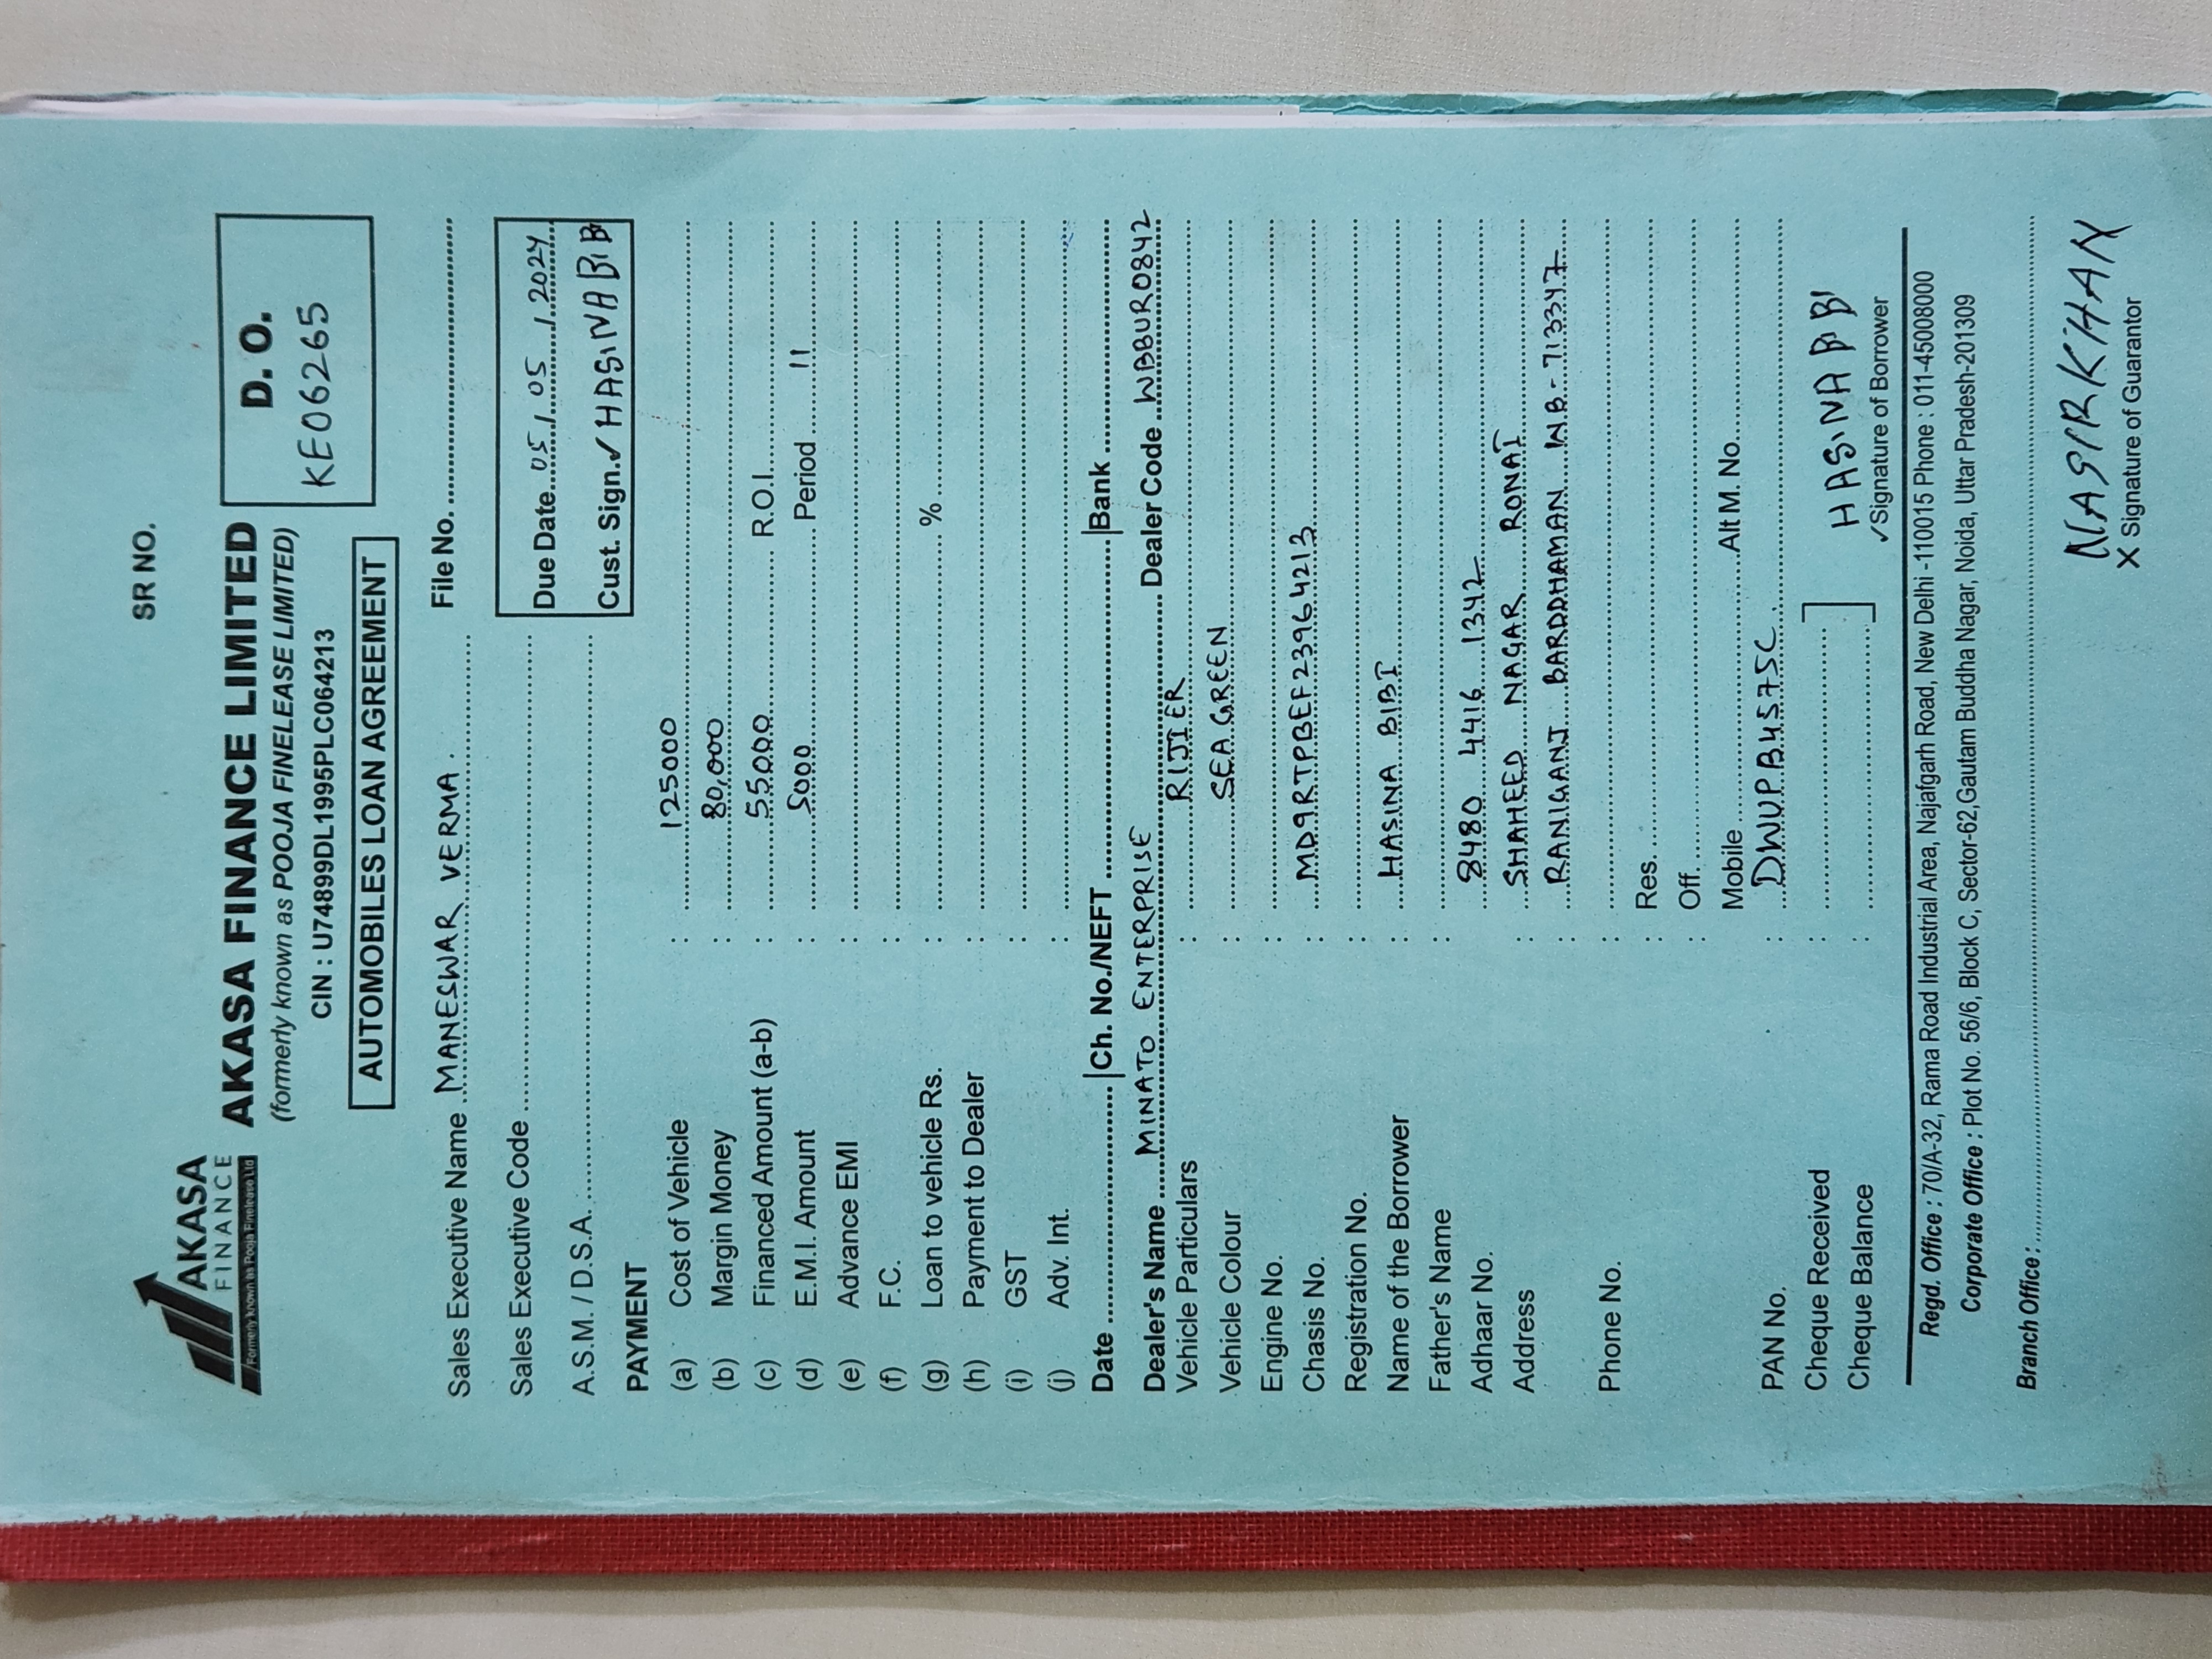 SR NO.
AKASA
FINANCE
Formerly known as Pooja Finelease Ltd
AKASA FINANCE LIMITED
(formerly known as POOJA FINELEASE LIMITED)
CIN : U74899DL1995PLC064213
AUTOMOBILES LOAN AGREEMENT
D. O.
KE06265
Sales Executive Name MANESWAR VERMA.
File No.
Sales Executive Code
Due Date 05/05/2024
A.S.M. / D.S.A.
Cust. Sign.✓ HASINA BIBI
PAYMENT
(a) Cost of Vehicle : 125000
(b) Margin Money : 80,000
(c) Financed Amount (a-b) : 55000 R.O.I.
(d) E.M.I. Amount : 5000 Period 11
(e) Advance EMI :
(f) F.C. :
(g) Loan to vehicle Rs. : %
(h) Payment to Dealer :
(i) GST :
(j) Adv. Int. :
Date |Ch. No./NEFT |Bank
Dealer's Name MINATO ENTERPRISE Dealer Code WBBUR0842
Vehicle Particulars : RIJIER
Vehicle Colour : SEA GREEN
Engine No. :
Chasis No. : MD9RTPBEF23964213
Registration No. :
Name of the Borrower : HASINA BIBI
Father's Name :
Adhaar No. 8480 4416 1342
Address : SHAHEED NAGAR RONAI
: RANIGANJ BARDDHAMAN W.B - 713347
Phone No. :
: Res.
: Off.
Mobile Alt M. No.
PAN No. : DWUPB4575C.
Cheque Received :
Cheque Balance :
HASINA BIBI
✓Signature of Borrower
Regd. Office : 70/A-32, Rama Road Industrial Area, Najafgarh Road, New Delhi -110015 Phone : 011-45008000
Corporate Office : Plot No. 56/6, Block C, Sector-62,Gautam Buddha Nagar, Noida, Uttar Pradesh-201309
Branch Office :
NASIR KHAN
X Signature of Guarantor